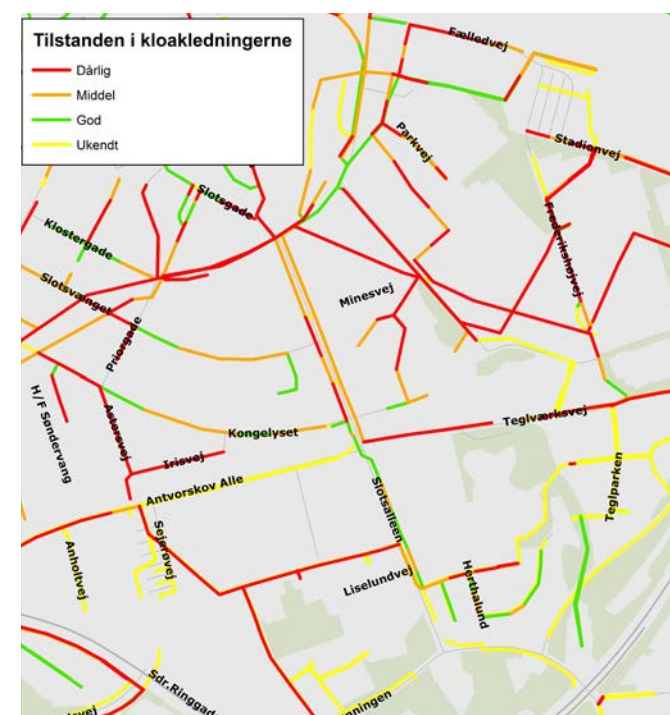 Tilstanden i kloakledningerne
Dårlig
Middel
God
Ukendt
Fælledvej
Parkvej
Stadionvej
Slotsgade
Klostergade
Frederikshøjvej
Slotsvænget
Minesvej
Priorgade
H/F Søndervang
Astersvej
Teglværksvej
Kongelyset
Irisvej
Antvorskov Alle
Teglparken
Slotsalleen
Sejerøvej
Anholtvej
Liselundvej
Herthalund
Sdr.Ringgade